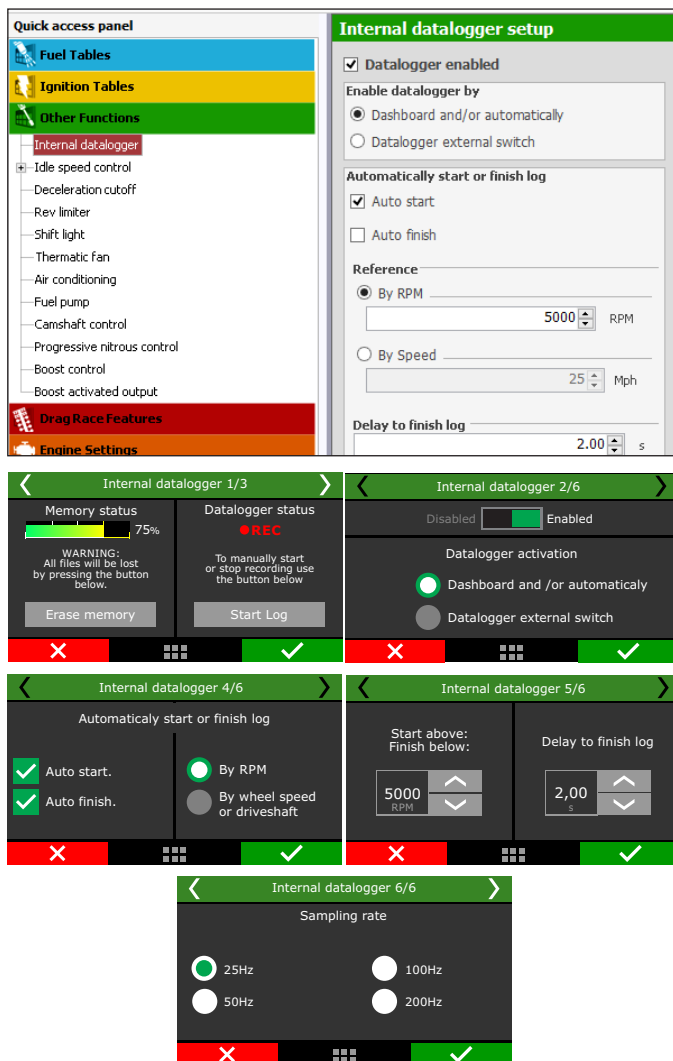 Quick access panel
Fuel Tables
Ignition Tables
Other Functions
Internal datalogger
Idle speed control
Deceleration cutoff
Rev limiter
Shift light
Thermatic fan
Air conditioning
Fuel pump
Camshaft control
Progressive nitrous control
Boost control
Boost activated output
Drag Race Features
Engine Settings
Internal datalogger setup
Datalogger enabled
Enable datalogger by
Dashboard and/or automatically
Datalogger external switch
Automatically start or finish log
Auto start
Auto finish
Reference
By RPM
5000 RPM
By Speed
25 Mph
Delay to finish log
2.00 s
Internal datalogger 1/3
Memory status
75%
WARNING:
All files will be lost
by pressing the button
below.
Erase memory
Datalogger status
REC
To manually start
or stop recording use
the button below
Start Log
Internal datalogger 2/6
Disabled Enabled
Datalogger activation
Dashboard and /or automaticaly
Datalogger external switch
Internal datalogger 4/6
Automaticaly start or finish log
Auto start.
Auto finish.
By RPM
By wheel speed
or driveshaft
Internal datalogger 5/6
Start above:
Finish below:
5000
RPM
Delay to finish log
2,00
s
Internal datalogger 6/6
Sampling rate
25Hz
100Hz
50Hz
200Hz